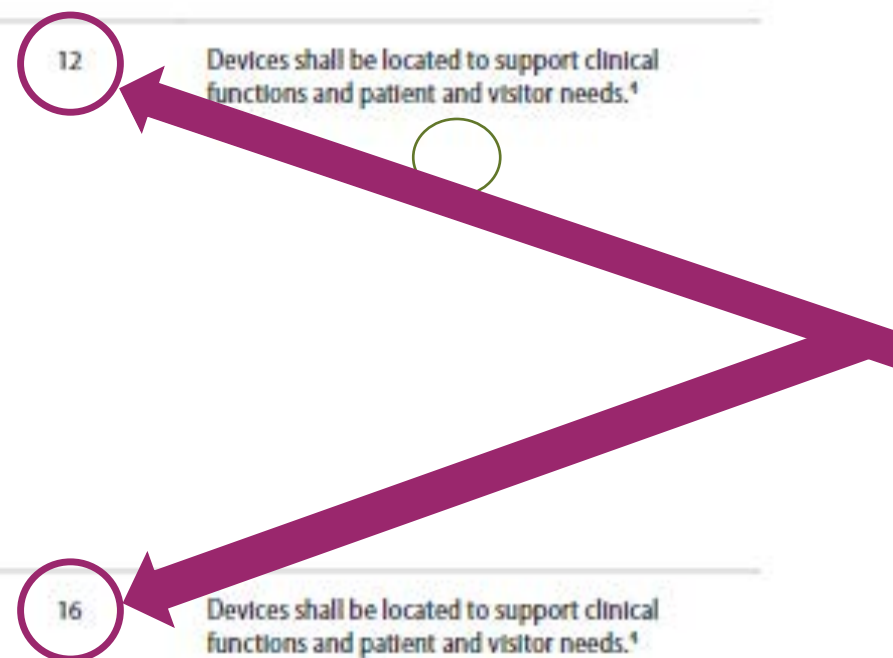 12 Devices shall be located to support clinical
functions and patient and visitor needs.⁴
16 Devices shall be located to support clinical
functions and patient and visitor needs.⁴